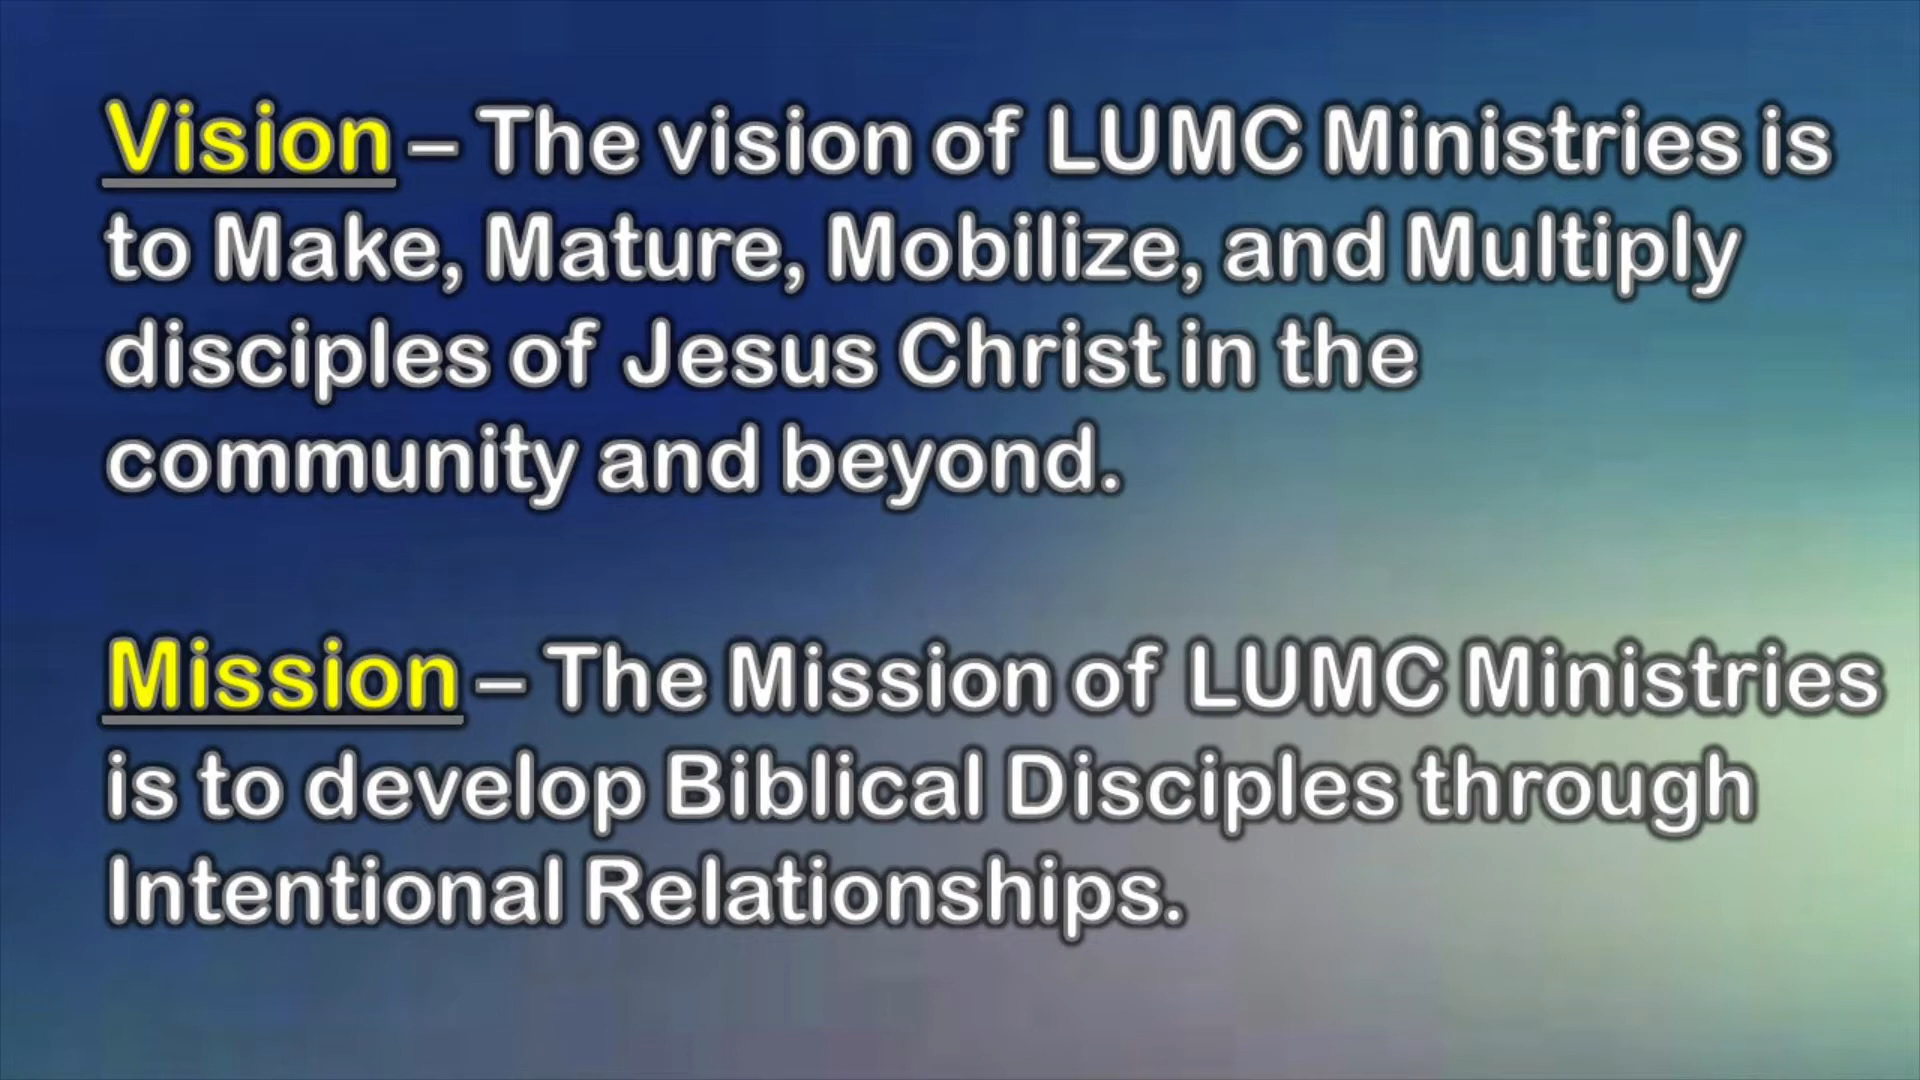 Vision – The vision of LUMC Ministries is
to Make, Mature, Mobilize, and Multiply
disciples of Jesus Christ in the
community and beyond.
Mission – The Mission of LUMC Ministries
is to develop Biblical Disciples through
Intentional Relationships.